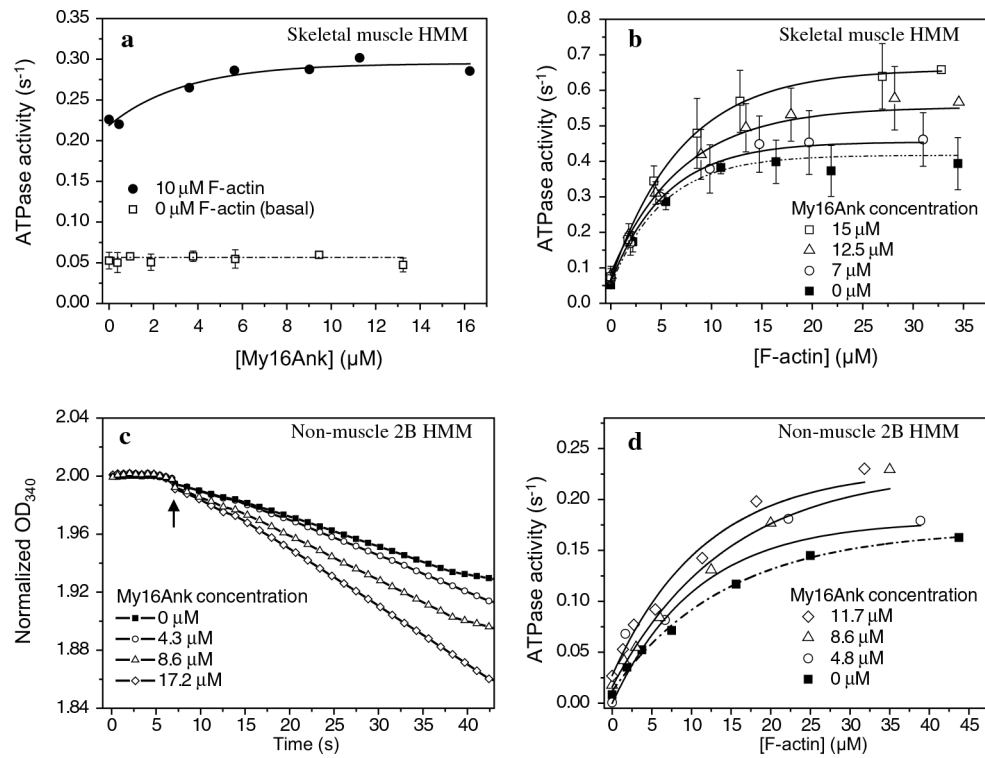 a
Skeletal muscle HMM
ATPase activity (s⁻¹)
0.35
0.30
0.25
0.20
0.15
0.10
0.05
0.00
10 μM F-actin
0 μM F-actin (basal)
0 2 4 6 8 10 12 14 16
[My16Ank] (μM)
b
Skeletal muscle HMM
ATPase activity (s⁻¹)
0.8
0.7
0.6
0.5
0.4
0.3
0.2
0.1
0.0
My16Ank concentration
15 μM
12.5 μM
7 μM
0 μM
0 5 10 15 20 25 30 35
[F-actin] (μM)
c
Non-muscle 2B HMM
Normalized OD₃₄₀
2.04
2.00
1.96
1.92
1.88
1.84
My16Ank concentration
0 μM
4.3 μM
8.6 μM
17.2 μM
0 5 10 15 20 25 30 35 40
Time (s)
d
Non-muscle 2B HMM
ATPase activity (s⁻¹)
0.25
0.20
0.15
0.10
0.05
0.00
My16Ank concentration
11.7 μM
8.6 μM
4.8 μM
0 μM
0 5 10 15 20 25 30 35 40 45
[F-actin] (μM)